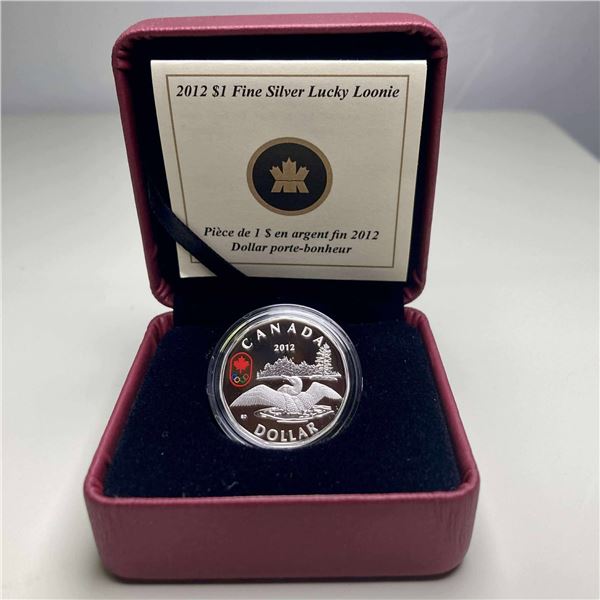 2012 $1 Fine Silver Lucky Loonie
Pièce de 1 $ en argent fin 2012
Dollar porte-bonheur
CANADA
2012
DOLLAR